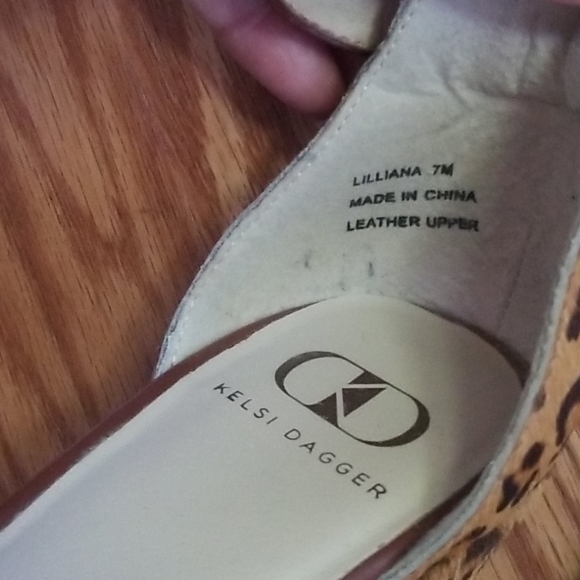 LILLIANA 7M
MADE IN CHINA
LEATHER UPPER
KELSI DAGGER